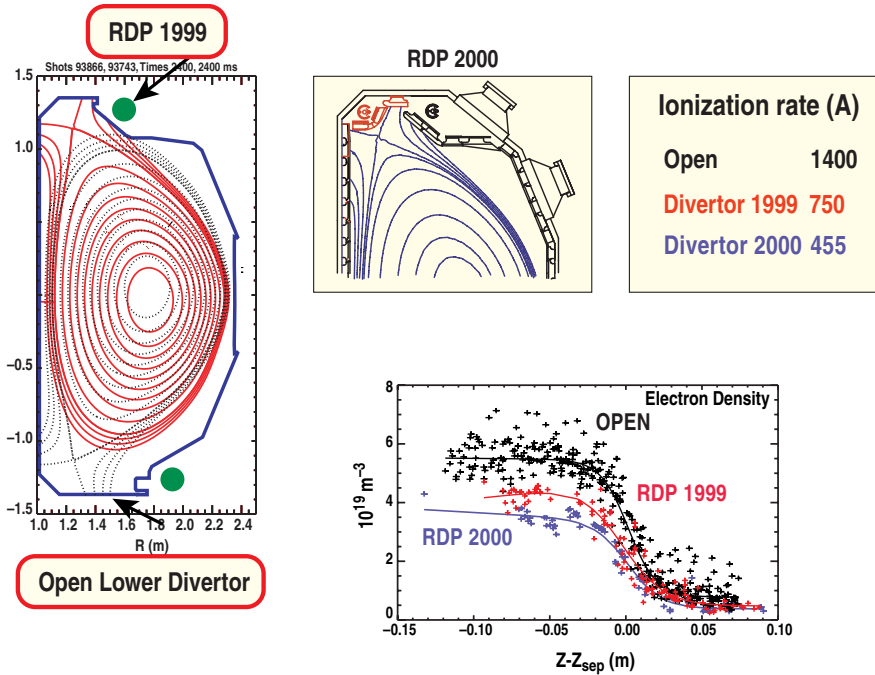 RDP 1999
Shots 93866, 93743, Times 2400, 2400 ms
1.5
1.0
−0.5
−1.0
−1.5
1.0 1.2 1.4 1.6 1.8 2.0 2.2 2.4
R (m)
Open Lower Divertor
RDP 2000
Ionization rate (A)
Open 1400
Divertor 1999 750
Divertor 2000 455
Electron Density
OPEN
RDP 1999
RDP 2000
10¹⁹ m⁻³
8
6
4
2
0
−0.15 −0.10 −0.05 0.00 0.05 0.10
Z-Zsep (m)